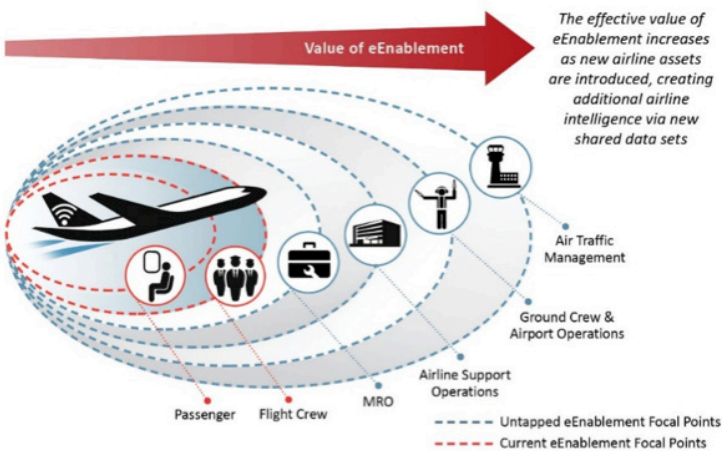 Value of eEnablement
The effective value of
eEnablement increases
as new airline assets
are introduced, creating
additional airline
intelligence via new
shared data sets
Air Traffic
Management
Ground Crew &
Airport Operations
Airline Support
Operations
MRO
Flight Crew
Passenger
Untapped eEnablement Focal Points
Current eEnablement Focal Points